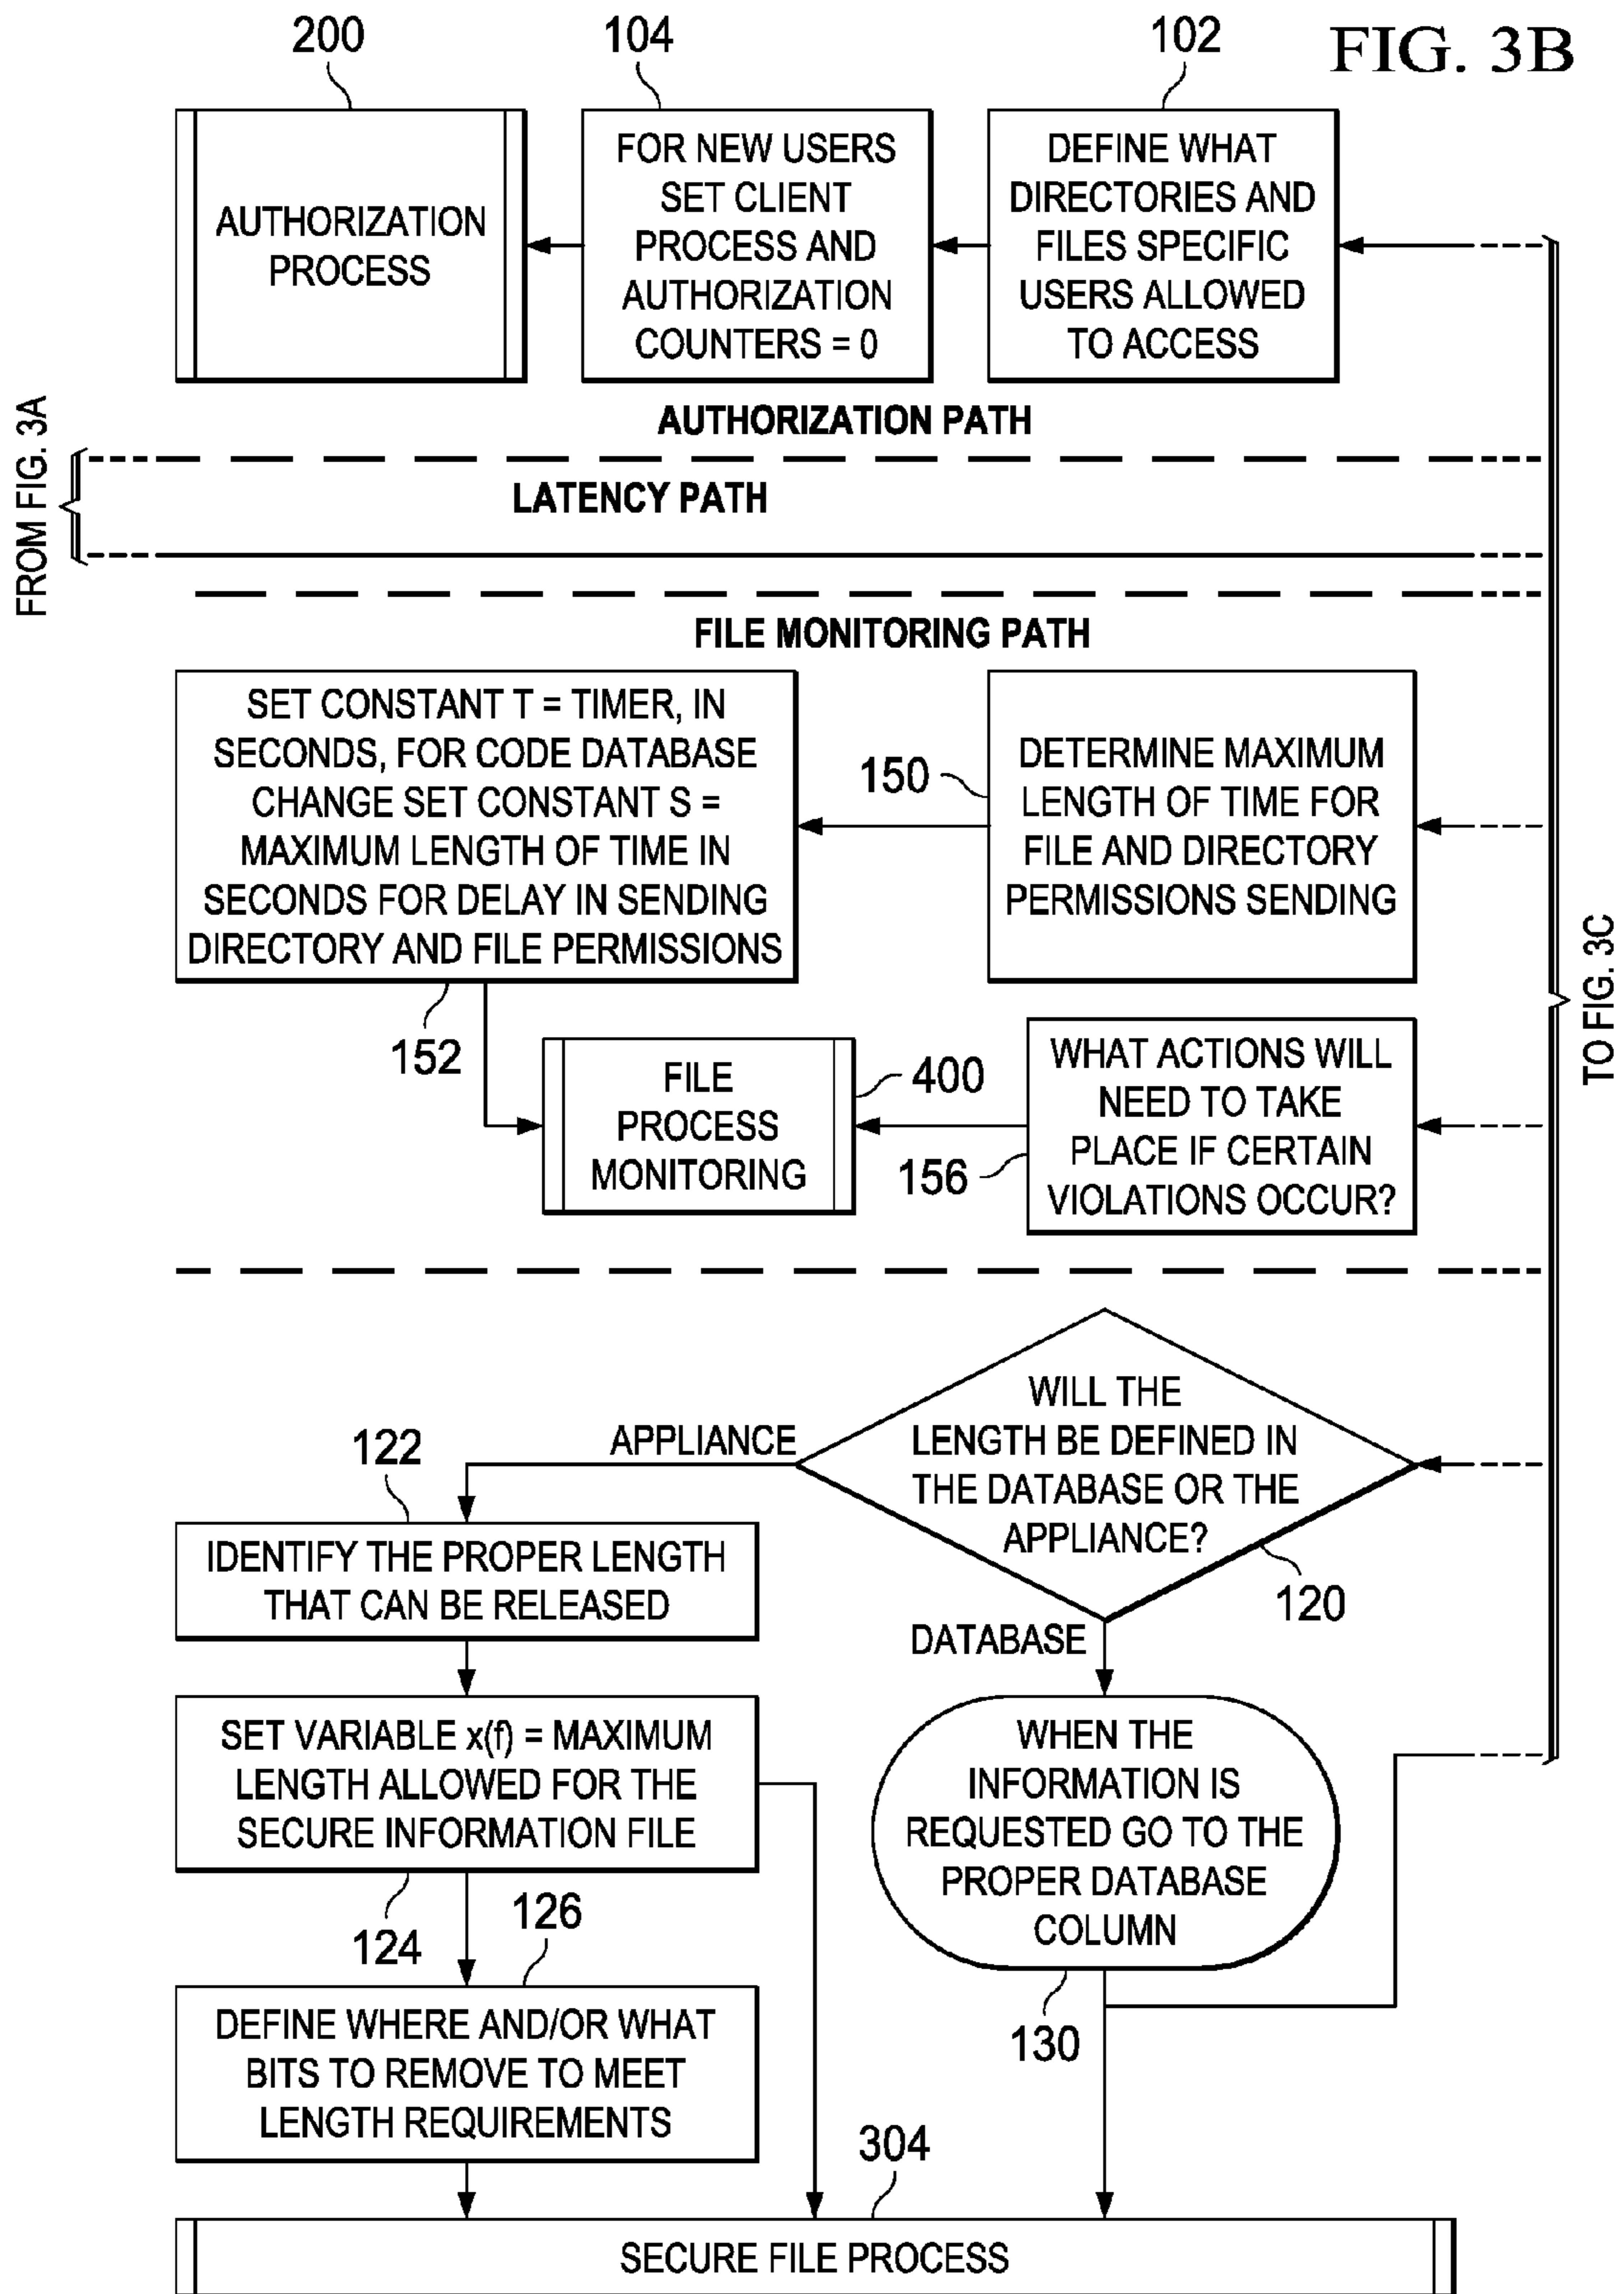 FIG. 3B
200
104
102
AUTHORIZATION
PROCESS
FOR NEW USERS
SET CLIENT
PROCESS AND
AUTHORIZATION
COUNTERS = 0
DEFINE WHAT
DIRECTORIES AND
FILES SPECIFIC
USERS ALLOWED
TO ACCESS
AUTHORIZATION PATH
FROM FIG. 3A
LATENCY PATH
FILE MONITORING PATH
SET CONSTANT T = TIMER, IN
SECONDS, FOR CODE DATABASE
CHANGE SET CONSTANT S =
MAXIMUM LENGTH OF TIME IN
SECONDS FOR DELAY IN SENDING
DIRECTORY AND FILE PERMISSIONS
150
DETERMINE MAXIMUM
LENGTH OF TIME FOR
FILE AND DIRECTORY
PERMISSIONS SENDING
TO FIG. 3C
152
FILE
PROCESS
MONITORING
400
156
WHAT ACTIONS WILL
NEED TO TAKE
PLACE IF CERTAIN
VIOLATIONS OCCUR?
WILL THE
LENGTH BE DEFINED IN
THE DATABASE OR THE
APPLIANCE?
APPLIANCE
122
120
IDENTIFY THE PROPER LENGTH
THAT CAN BE RELEASED
DATABASE
SET VARIABLE x(f) = MAXIMUM
LENGTH ALLOWED FOR THE
SECURE INFORMATION FILE
WHEN THE
INFORMATION IS
REQUESTED GO TO THE
PROPER DATABASE
COLUMN
124
126
130
DEFINE WHERE AND/OR WHAT
BITS TO REMOVE TO MEET
LENGTH REQUIREMENTS
304
SECURE FILE PROCESS